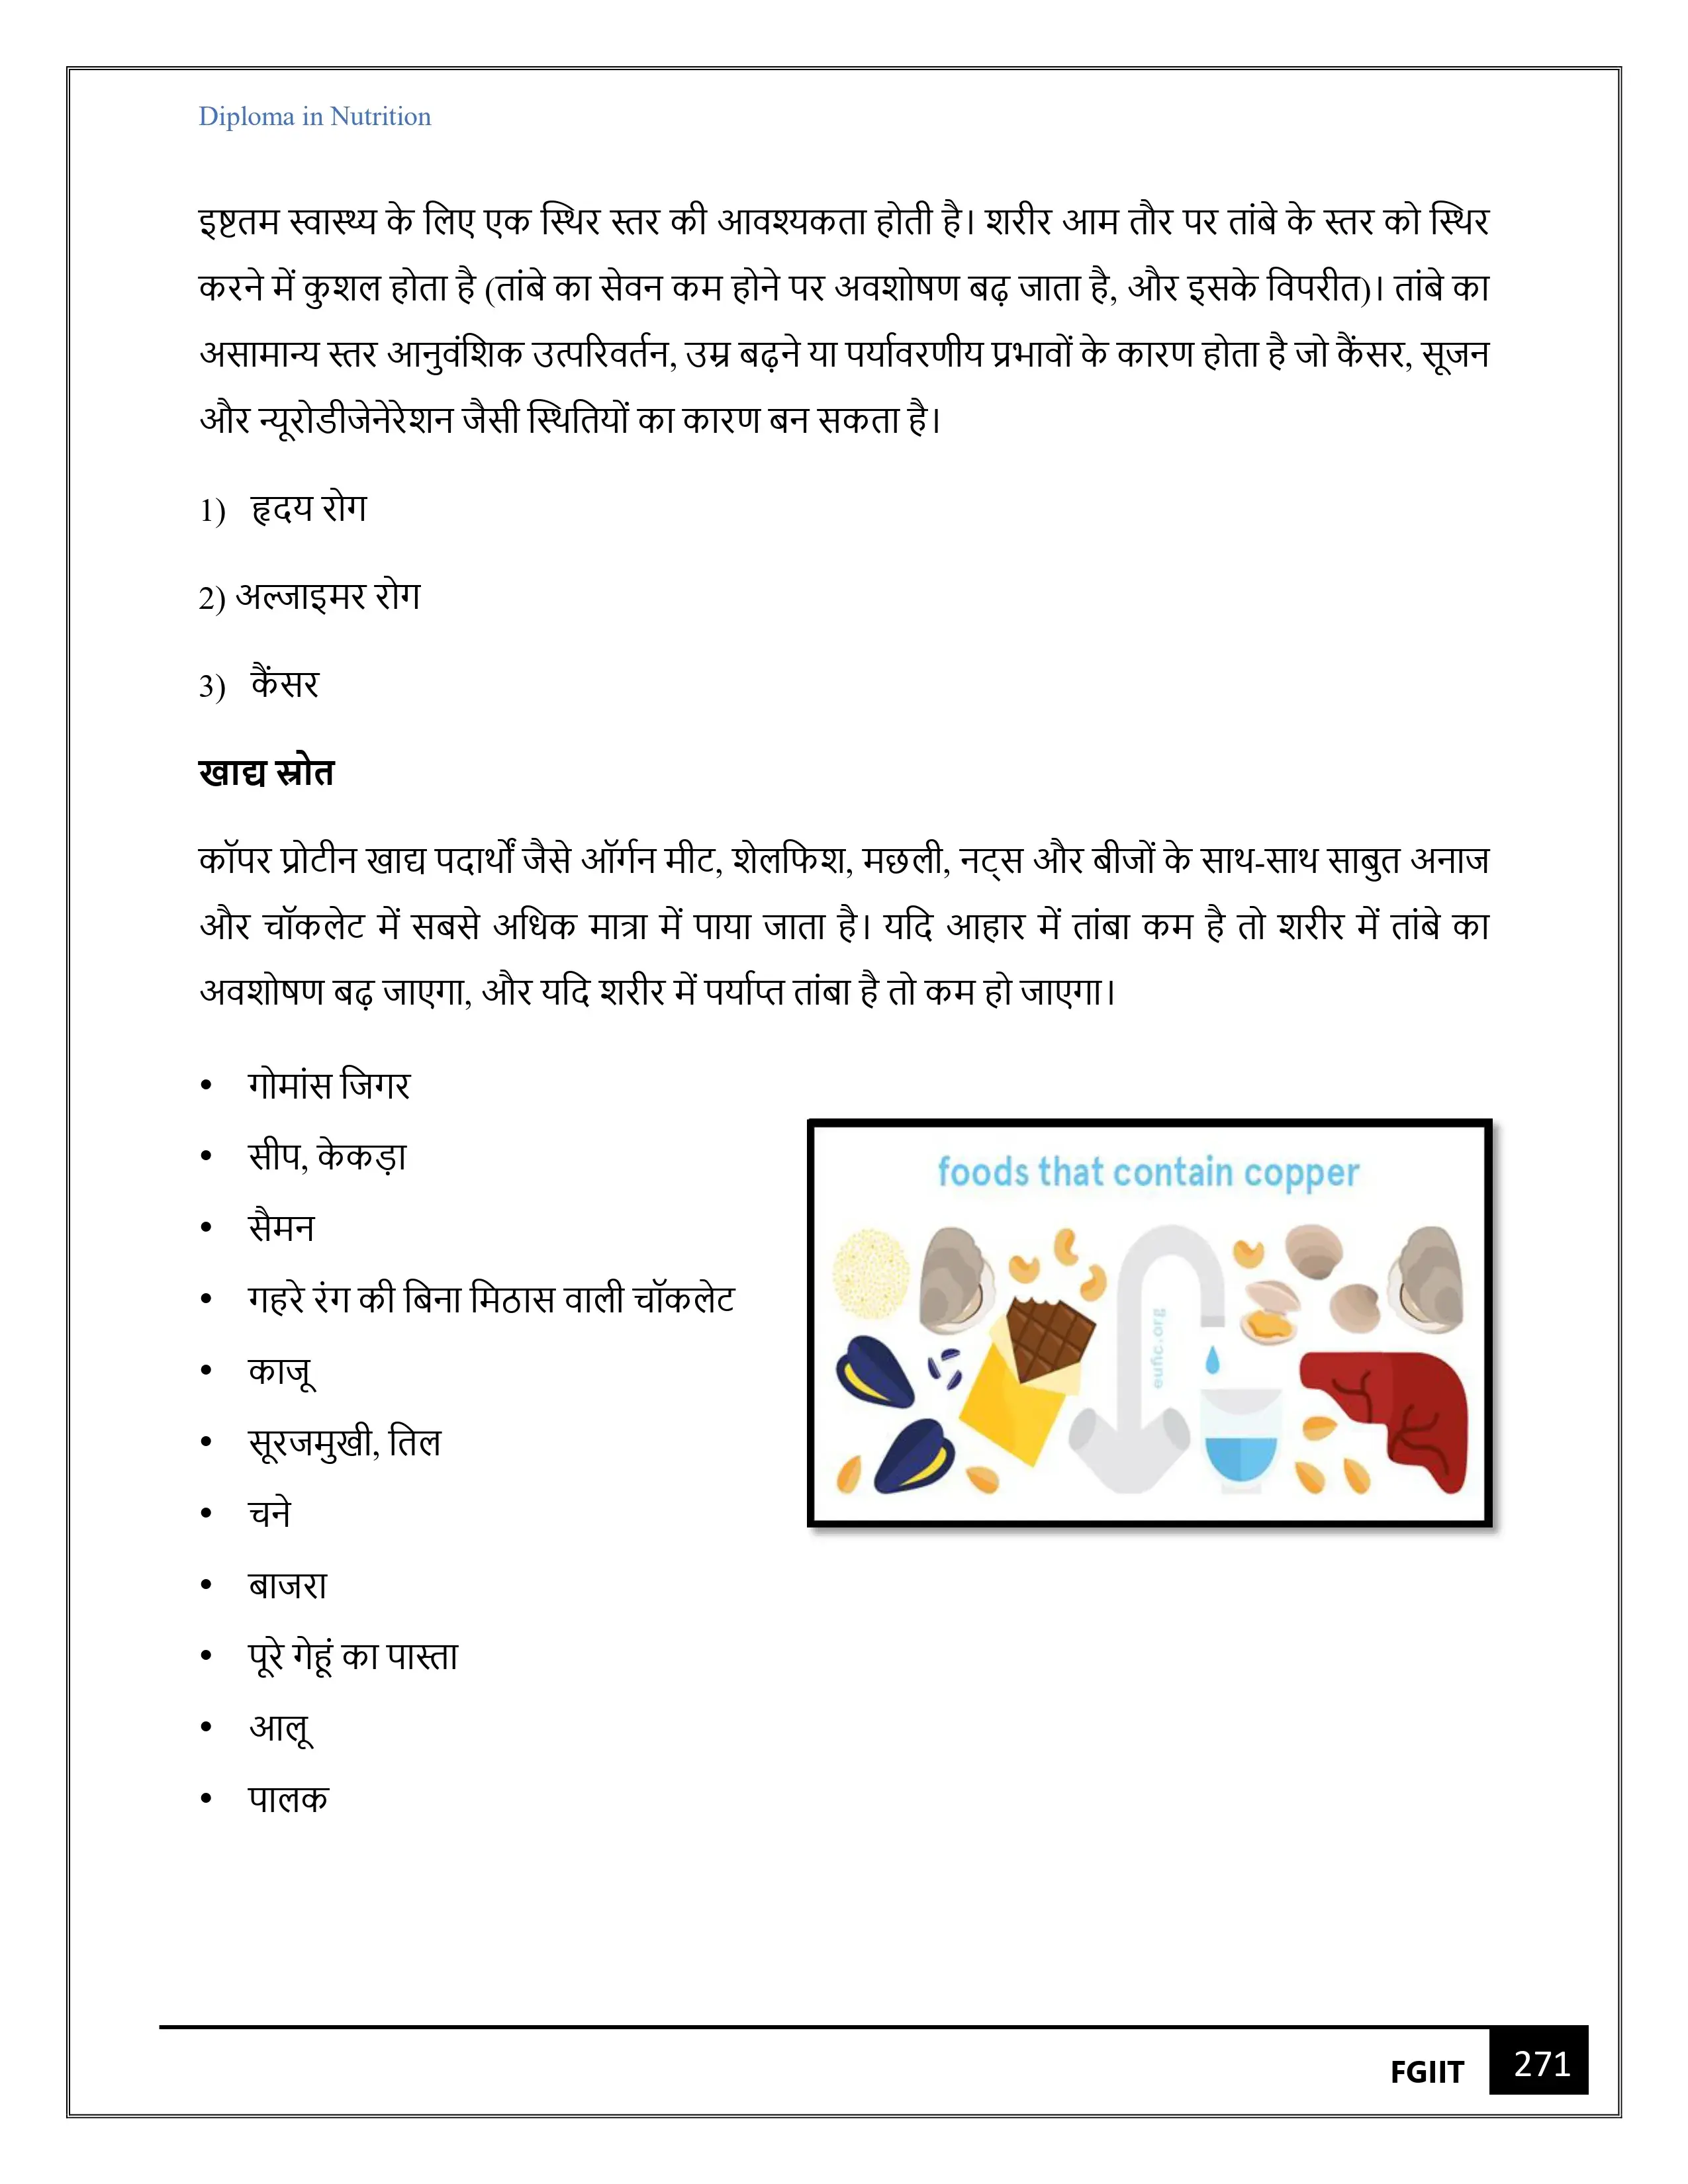 Diploma in Nutrition
इष्टतम स्वास्थ्य के लिए एक स्थिर स्तर की आवश्यकता होती है। शरीर आम तौर पर तांबे के स्तर को स्थिर
करने में कुशल होता है (तांबे का सेवन कम होने पर अवशोषण बढ़ जाता है, और इसके विपरीत)। तांबे का
असामान्य स्तर आनुवंशिक उत्परिवर्तन, उम्र बढ़ने या पर्यावरणीय प्रभावों के कारण होता है जो कैंसर, सूजन
और न्यूरोडीजेनेरेशन जैसी स्थितियों का कारण बन सकता है।
1) हृदय रोग
2) अल्जाइमर रोग
3) कैंसर
खाद्य स्रोत
कॉपर प्रोटीन खाद्य पदार्थों जैसे ऑर्गन मीट, शेलफिश, मछली, नट्स और बीजों के साथ-साथ साबुत अनाज
और चॉकलेट में सबसे अधिक मात्रा में पाया जाता है। यदि आहार में तांबा कम है तो शरीर में तांबे का
अवशोषण बढ़ जाएगा, और यदि शरीर में पर्याप्त तांबा है तो कम हो जाएगा।
• गोमांस जिगर
• सीप, केकड़ा
• सैमन
• गहरे रंग की बिना मिठास वाली चॉकलेट
• काजू
• सूरजमुखी, तिल
• चने
• बाजरा
• पूरे गेहूं का पास्ता
• आलू
• पालक
foods that contain copper
eufic.org
FGIIT 271